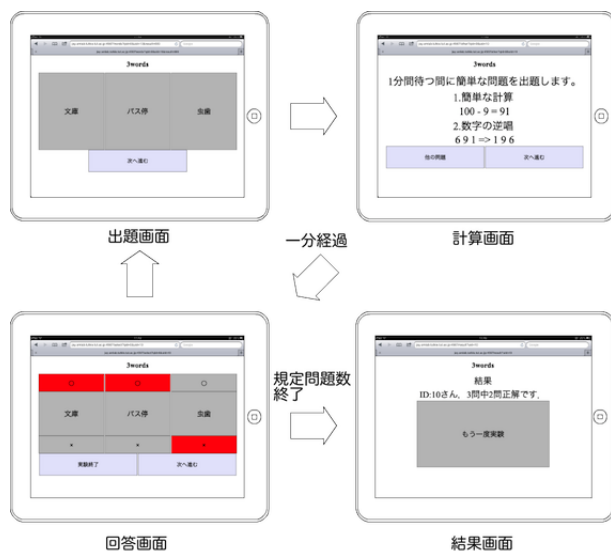 3words
文庫 バス停 虫歯
次へ進む
出題画面
3words
1分間待つ間に簡単な問題を出題します。
1.簡単な計算
100 - 9 = 91
2.数字の逆唱
6 9 1 => 1 9 6
他の問題 次へ進む
計算画面
一分経過
3words
○ ○ ○
文庫 バス停 虫歯
× × ×
実験終了 次へ進む
回答画面
規定問題数
終了
3words
結果
ID:10さん, 3問中2問正解です.
もう一度実験
結果画面